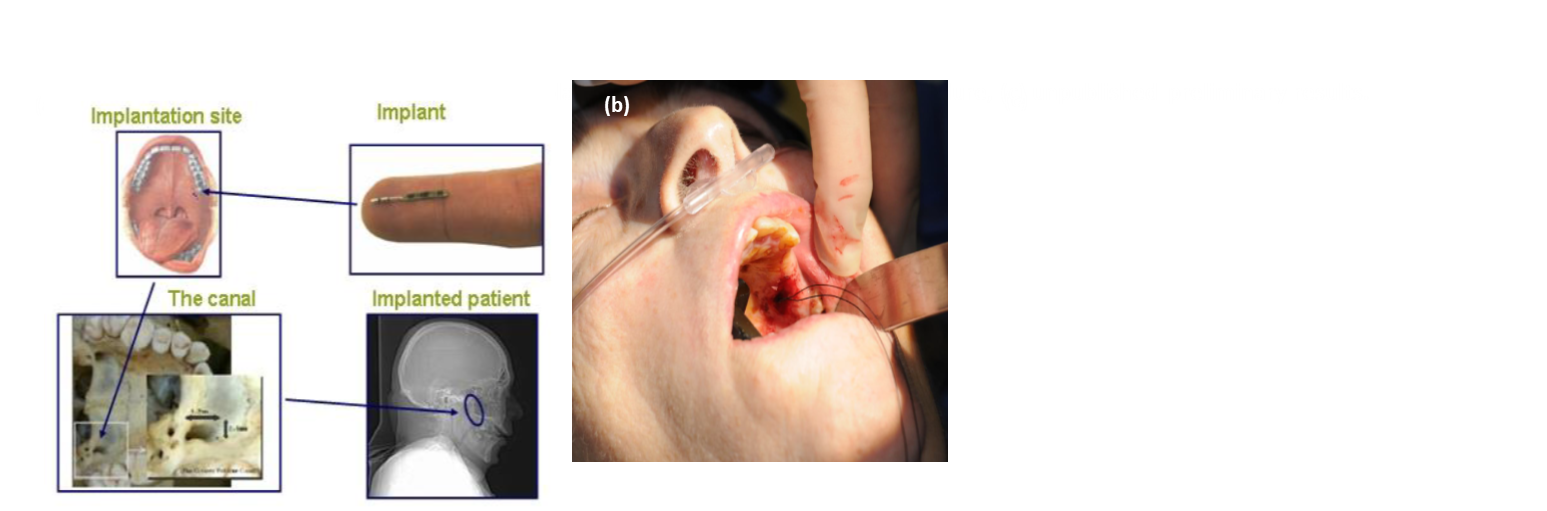 Implantation site
Implant
(b)
The canal
Implanted patient